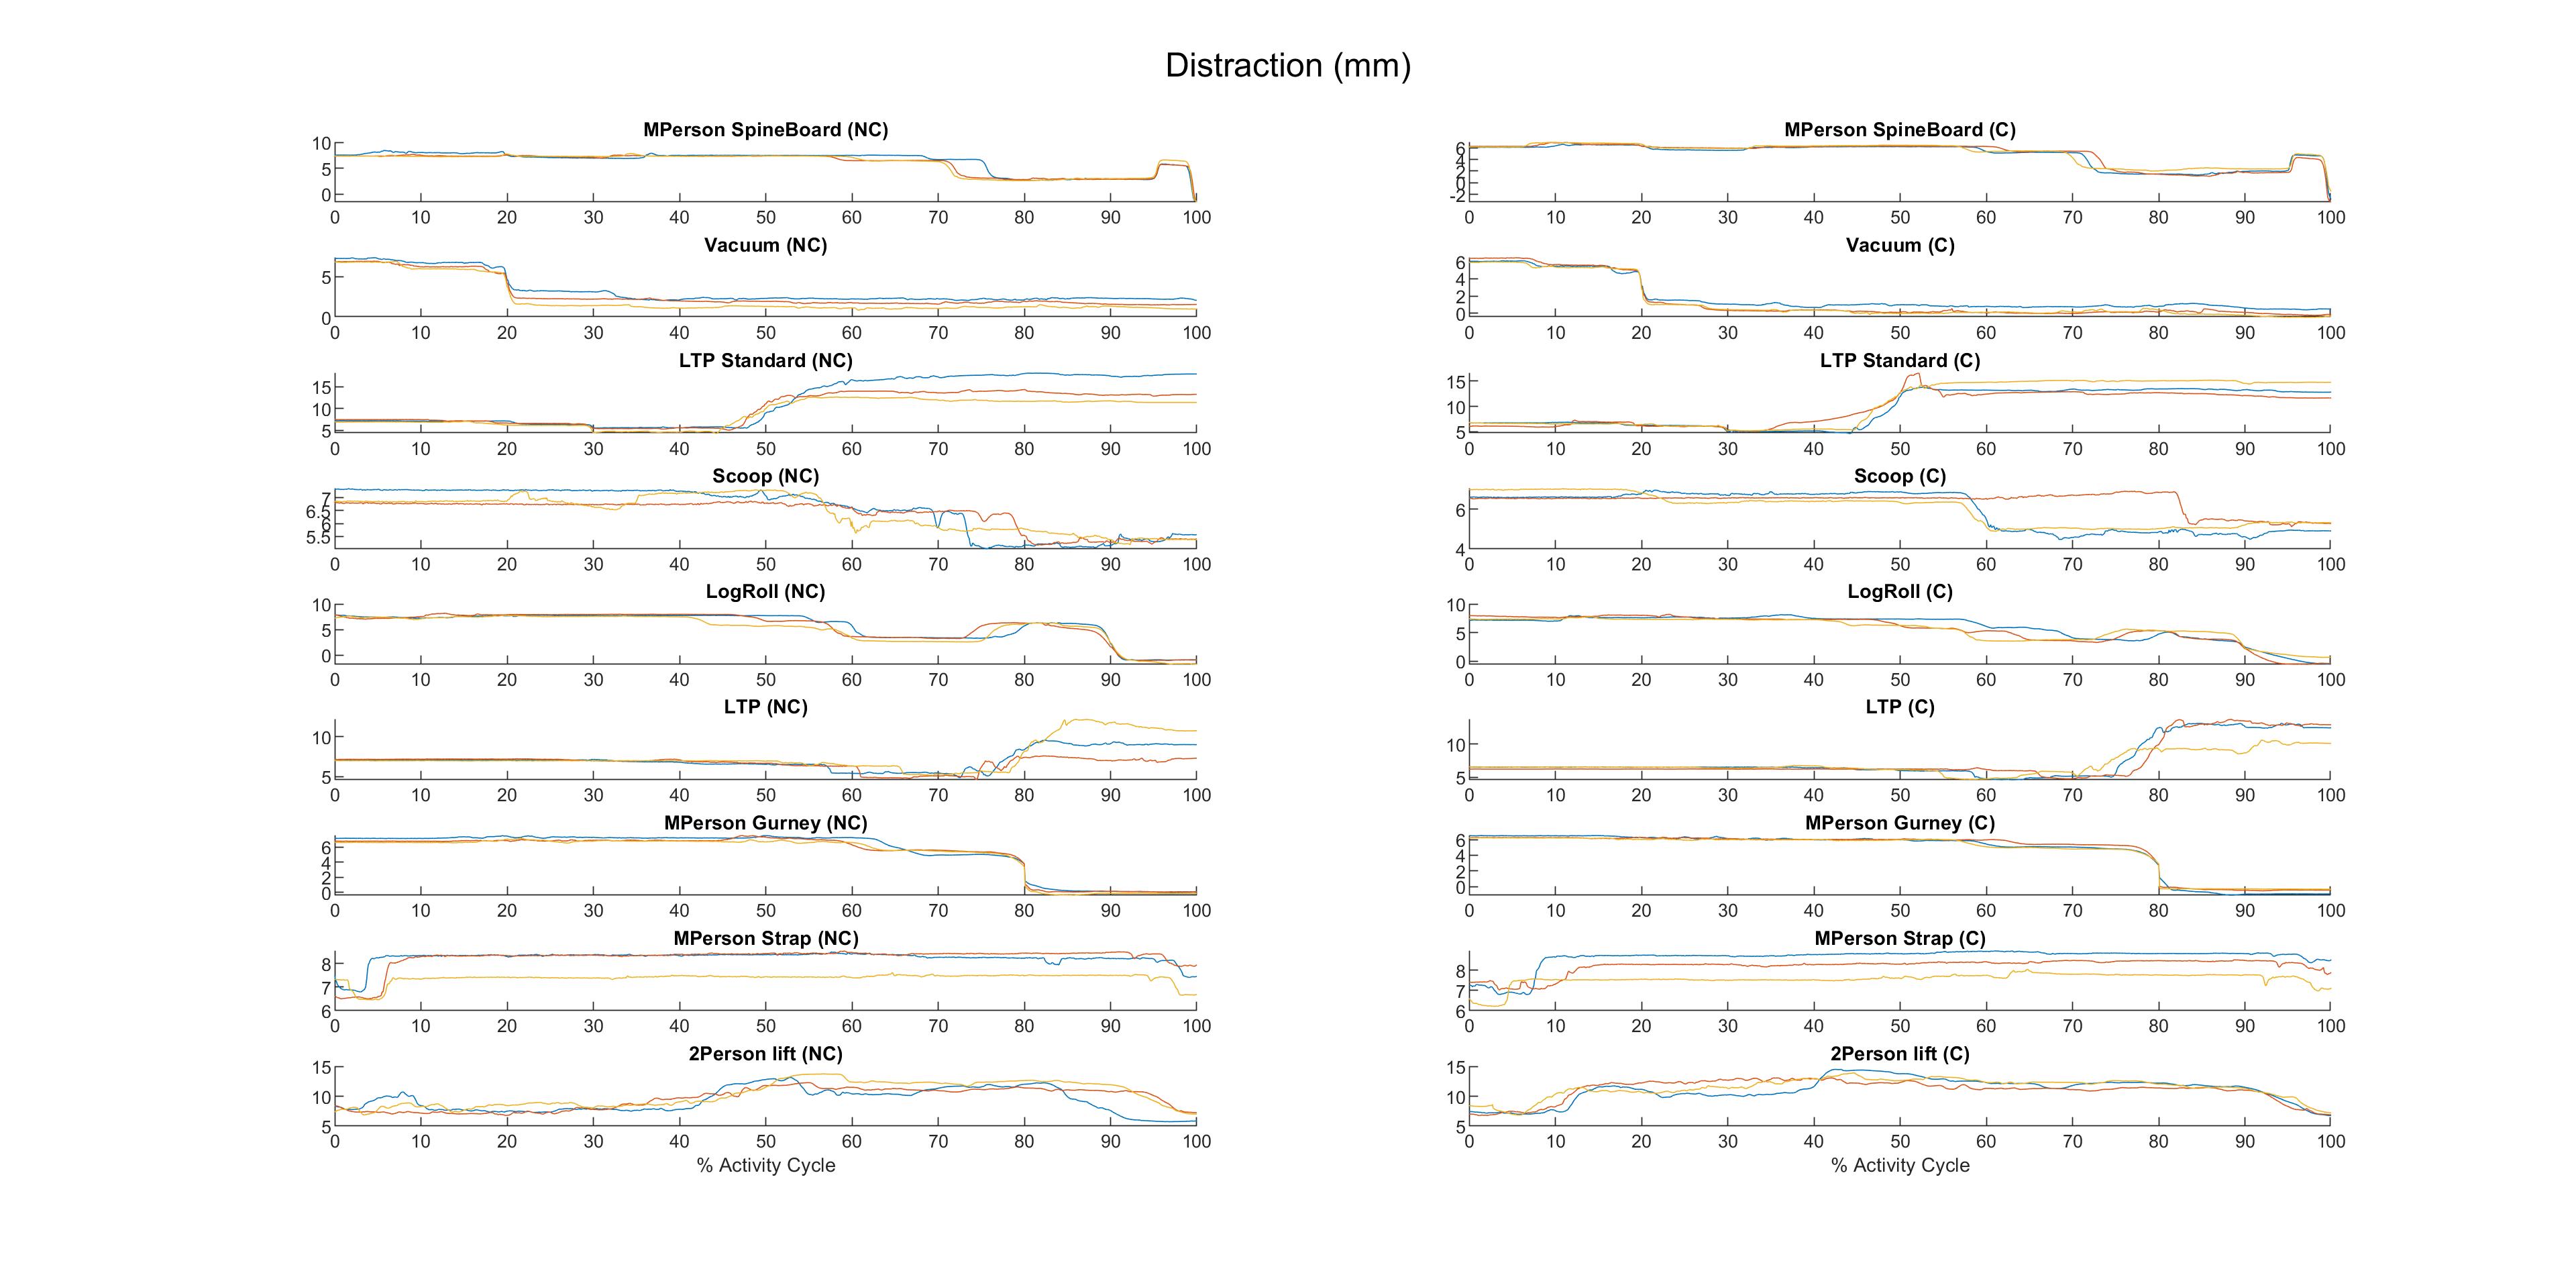 Distraction (mm)
MPerson SpineBoard (NC)
10
5
0
0 10 20 30 40 50 60 70 80 90 100
MPerson SpineBoard (C)
6
4
2
0
-2
0 10 20 30 40 50 60 70 80 90 100
Vacuum (NC)
5
0
0 10 20 30 40 50 60 70 80 90 100
Vacuum (C)
6
4
2
0
0 10 20 30 40 50 60 70 80 90 100
LTP Standard (NC)
15
10
5
0 10 20 30 40 50 60 70 80 90 100
LTP Standard (C)
15
10
5
0 10 20 30 40 50 60 70 80 90 100
Scoop (NC)
7
6.5
6
5.5
0 10 20 30 40 50 60 70 80 90 100
Scoop (C)
6
4
0 10 20 30 40 50 60 70 80 90 100
LogRoll (NC)
10
5
0
0 10 20 30 40 50 60 70 80 90 100
LogRoll (C)
10
5
0
0 10 20 30 40 50 60 70 80 90 100
LTP (NC)
10
5
0 10 20 30 40 50 60 70 80 90 100
LTP (C)
10
5
0 10 20 30 40 50 60 70 80 90 100
MPerson Gurney (NC)
6
4
2
0
0 10 20 30 40 50 60 70 80 90 100
MPerson Gurney (C)
6
4
2
0
0 10 20 30 40 50 60 70 80 90 100
MPerson Strap (NC)
8
7
6
0 10 20 30 40 50 60 70 80 90 100
MPerson Strap (C)
8
7
6
0 10 20 30 40 50 60 70 80 90 100
2Person lift (NC)
15
10
5
0 10 20 30 40 50 60 70 80 90 100
% Activity Cycle
2Person lift (C)
15
10
5
0 10 20 30 40 50 60 70 80 90 100
% Activity Cycle